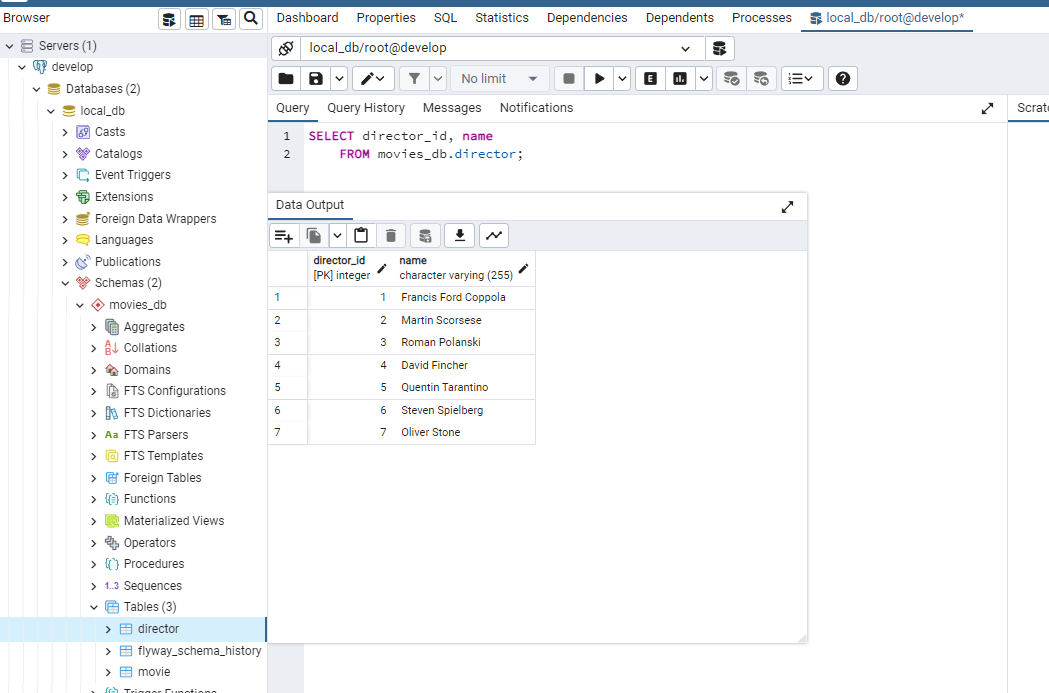 Browser
Dashboard Properties SQL Statistics Dependencies Dependents Processes local_db/root@develop*
Servers (1)
develop
Databases (2)
local_db
Casts
Catalogs
Event Triggers
Extensions
Foreign Data Wrappers
Languages
Publications
Schemas (2)
movies_db
Aggregates
Collations
Domains
FTS Configurations
FTS Dictionaries
Aa FTS Parsers
FTS Templates
Foreign Tables
Functions
Materialized Views
Operators
Procedures
1..3 Sequences
Tables (3)
director
flyway_schema_history
movie
Trigger Functions
local_db/root@develop
No limit
E
Query Query History Messages Notifications
1 SELECT director_id, name
2 FROM movies_db.director;
Data Output
director_id name
[PK] integer character varying (255)
1 1 Francis Ford Coppola
2 2 Martin Scorsese
3 3 Roman Polanski
4 4 David Fincher
5 5 Quentin Tarantino
6 6 Steven Spielberg
7 7 Oliver Stone